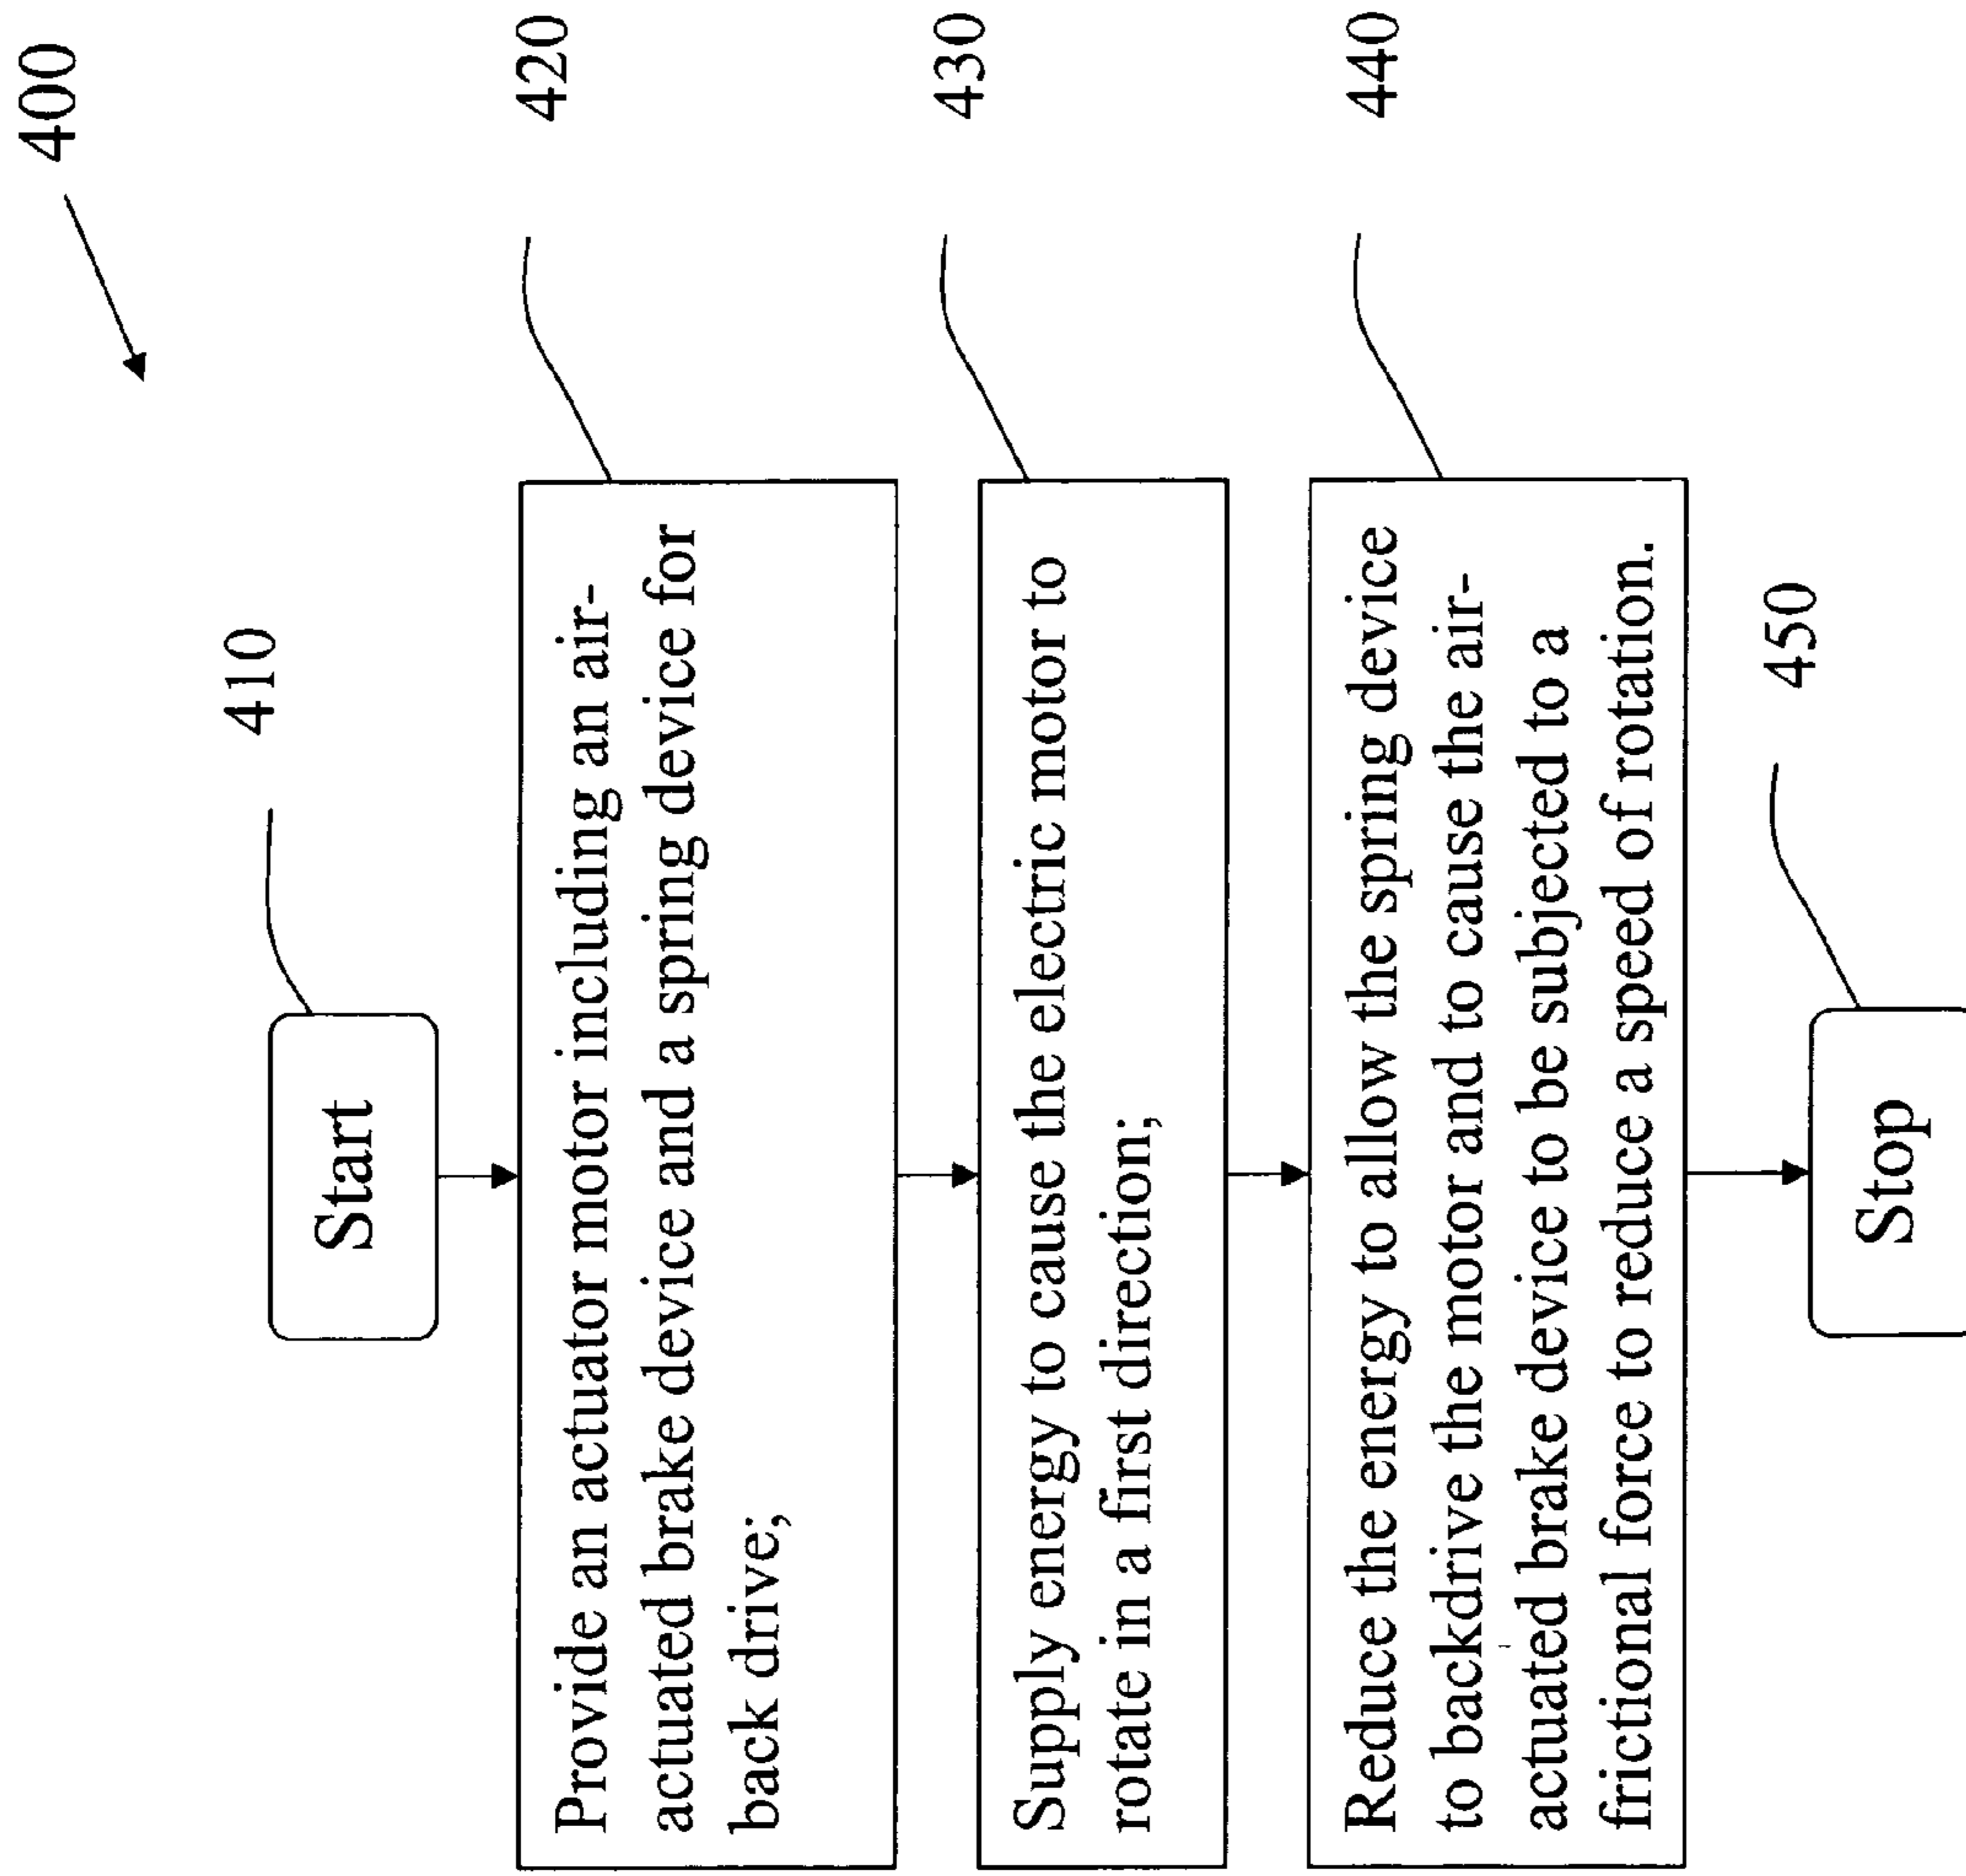 400
410
Start
420
Provide an actuator motor including an air-
actuated brake device and a spring device for
back drive;
430
Supply energy to cause the electric motor to
rotate in a first direction;
440
Reduce the energy to allow the spring device
to backdrive the motor and to cause the air-
actuated brake device to be subjected to a
frictional force to reduce a speed of rotation.
450
Stop